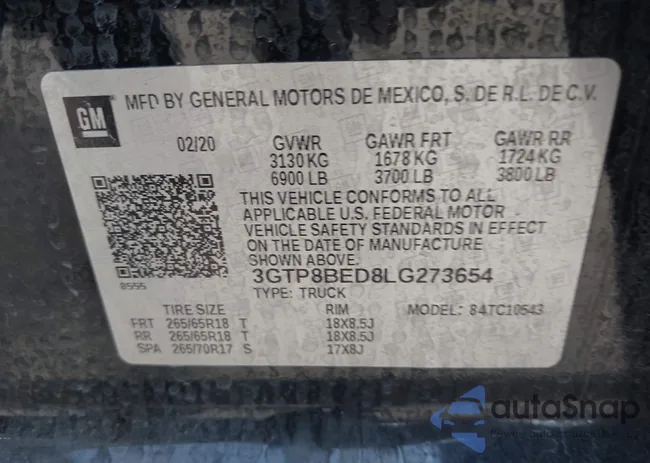 GM
MFD BY GENERAL MOTORS DE MEXICO, S. DE R.L. DE C.V.
02/20 GVWR GAWR FRT GAWR RR
3130 KG 1678 KG 1724 KG
6900 LB 3700 LB 3800 LB
THIS VEHICLE CONFORMS TO ALL
APPLICABLE U.S. FEDERAL MOTOR
VEHICLE SAFETY STANDARDS IN EFFECT
ON THE DATE OF MANUFACTURE
3GTP8BED8LG273654
8555 TYPE: TRUCK
TIRE SIZE RIM MODEL: 84TC10543
FRT 265/65R18 T 18X8.5J
RR 265/65R18 T 18X8.5J
SPA 265/70R17 S 17X8J
autoSnap